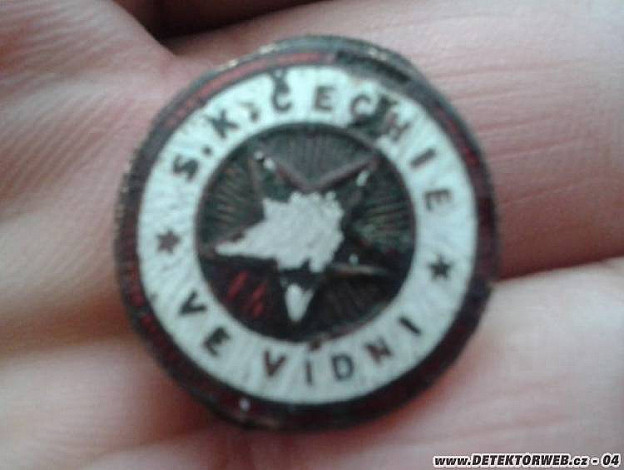 S.K. ČECHIE
★ VE VÍDNI ★
www.DETEKTORWEB.cz - 04